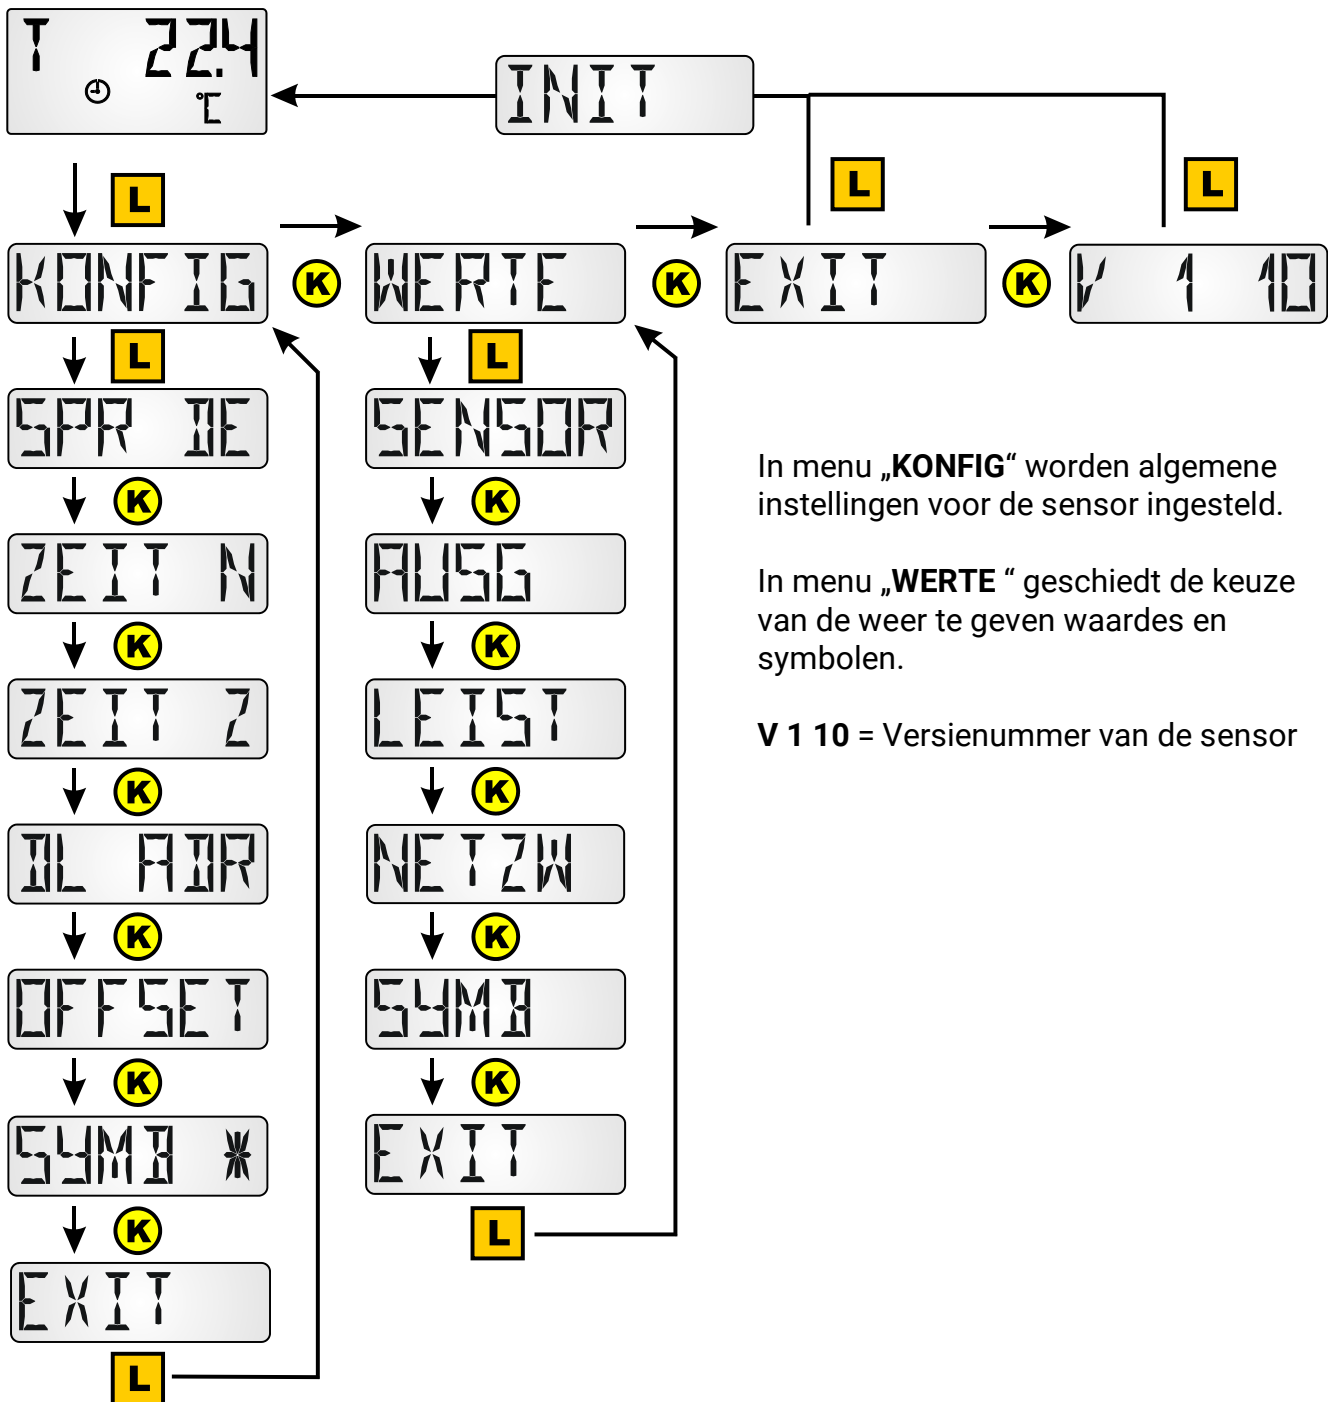 T 22.4
°C
INIT
L
L
L
KONFIG
K
WERTE
K
EXIT
K
V 1 10
L
L
SPR DE
SENSOR
K
K
ZEIT N
AUSG
K
K
ZEIT Z
LEIST
K
K
DL ADR
NETZW
K
K
OFFSET
SYMB
K
K
SYMB *
EXIT
K
L
EXIT
L
In menu „KONFIG“ worden algemene
instellingen voor de sensor ingesteld.
In menu „WERTE “ geschiedt de keuze
van de weer te geven waardes en
symbolen.
V 1 10 = Versienummer van de sensor